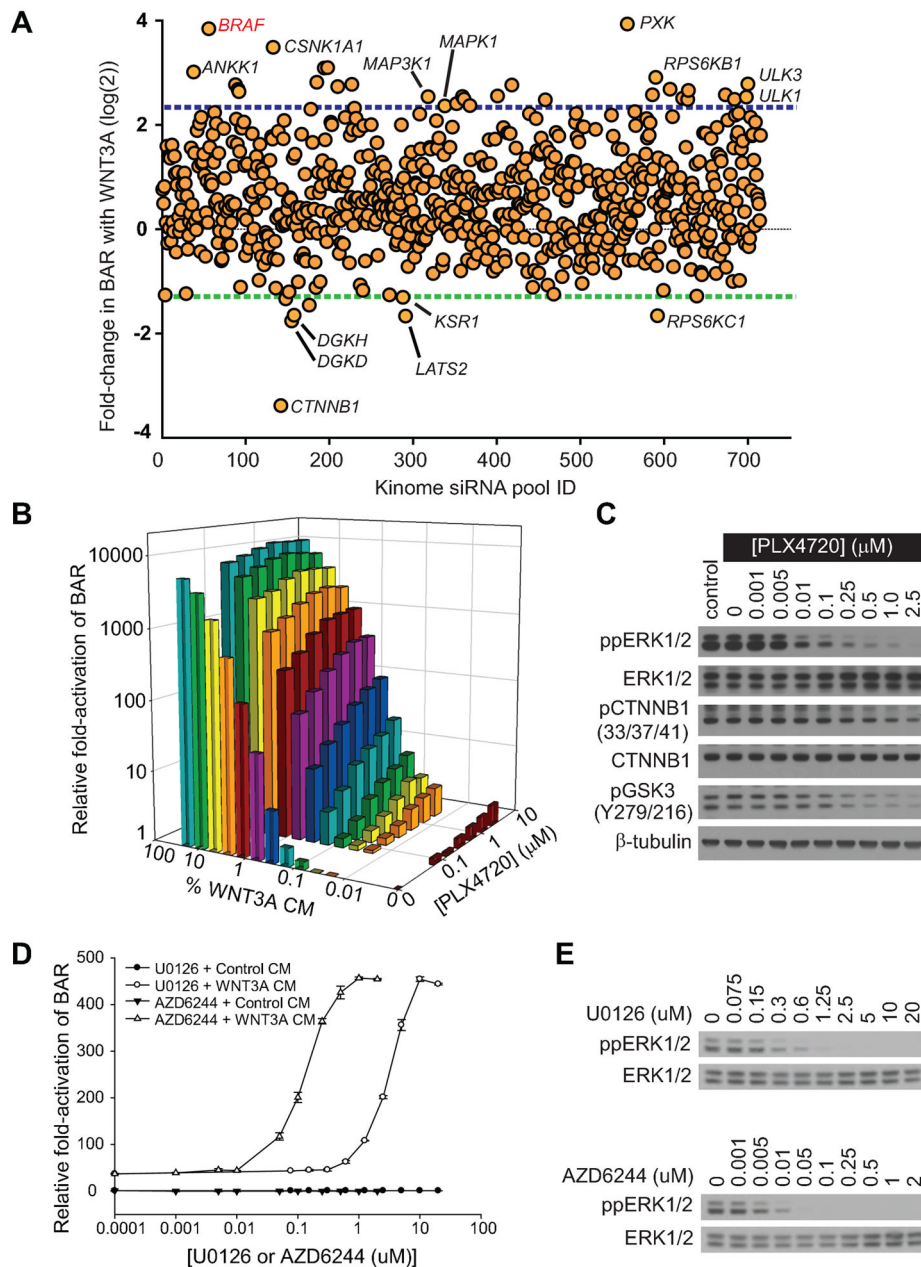 A
Fold-change in BAR with WNT3A (log(2))
4
2
0
-2
-4
BRAF
CSNK1A1
ANKK1
MAP3K1
MAPK1
PXK
RPS6KB1
ULK3
ULK1
DGKH
DGKD
KSR1
LATS2
RPS6KC1
CTNNB1
0 100 200 300 400 500 600 700
Kinome siRNA pool ID
B
Relative fold-activation of BAR
10000
1000
100
10
1
100 10 1 0.1 0.01 0
% WNT3A CM
0 0.1 1 10
[PLX4720] (µM)
C
[PLX4720] (µM)
control 0 0.001 0.005 0.01 0.1 0.25 0.5 1.0 2.5
ppERK1/2
ERK1/2
pCTNNB1
(33/37/41)
CTNNB1
pGSK3
(Y279/216)
β-tubulin
D
Relative fold-activation of BAR
500
400
300
200
100
0
U0126 + Control CM
U0126 + WNT3A CM
AZD6244 + Control CM
AZD6244 + WNT3A CM
0.0001 0.001 0.01 0.1 1 10 100
[U0126 or AZD6244 (uM)]
E
U0126 (uM) 0 0.075 0.15 0.3 0.6 1.25 2.5 5 10 20
ppERK1/2
ERK1/2
AZD6244 (uM) 0 0.001 0.005 0.01 0.05 0.1 0.25 0.5 1 2
ppERK1/2
ERK1/2